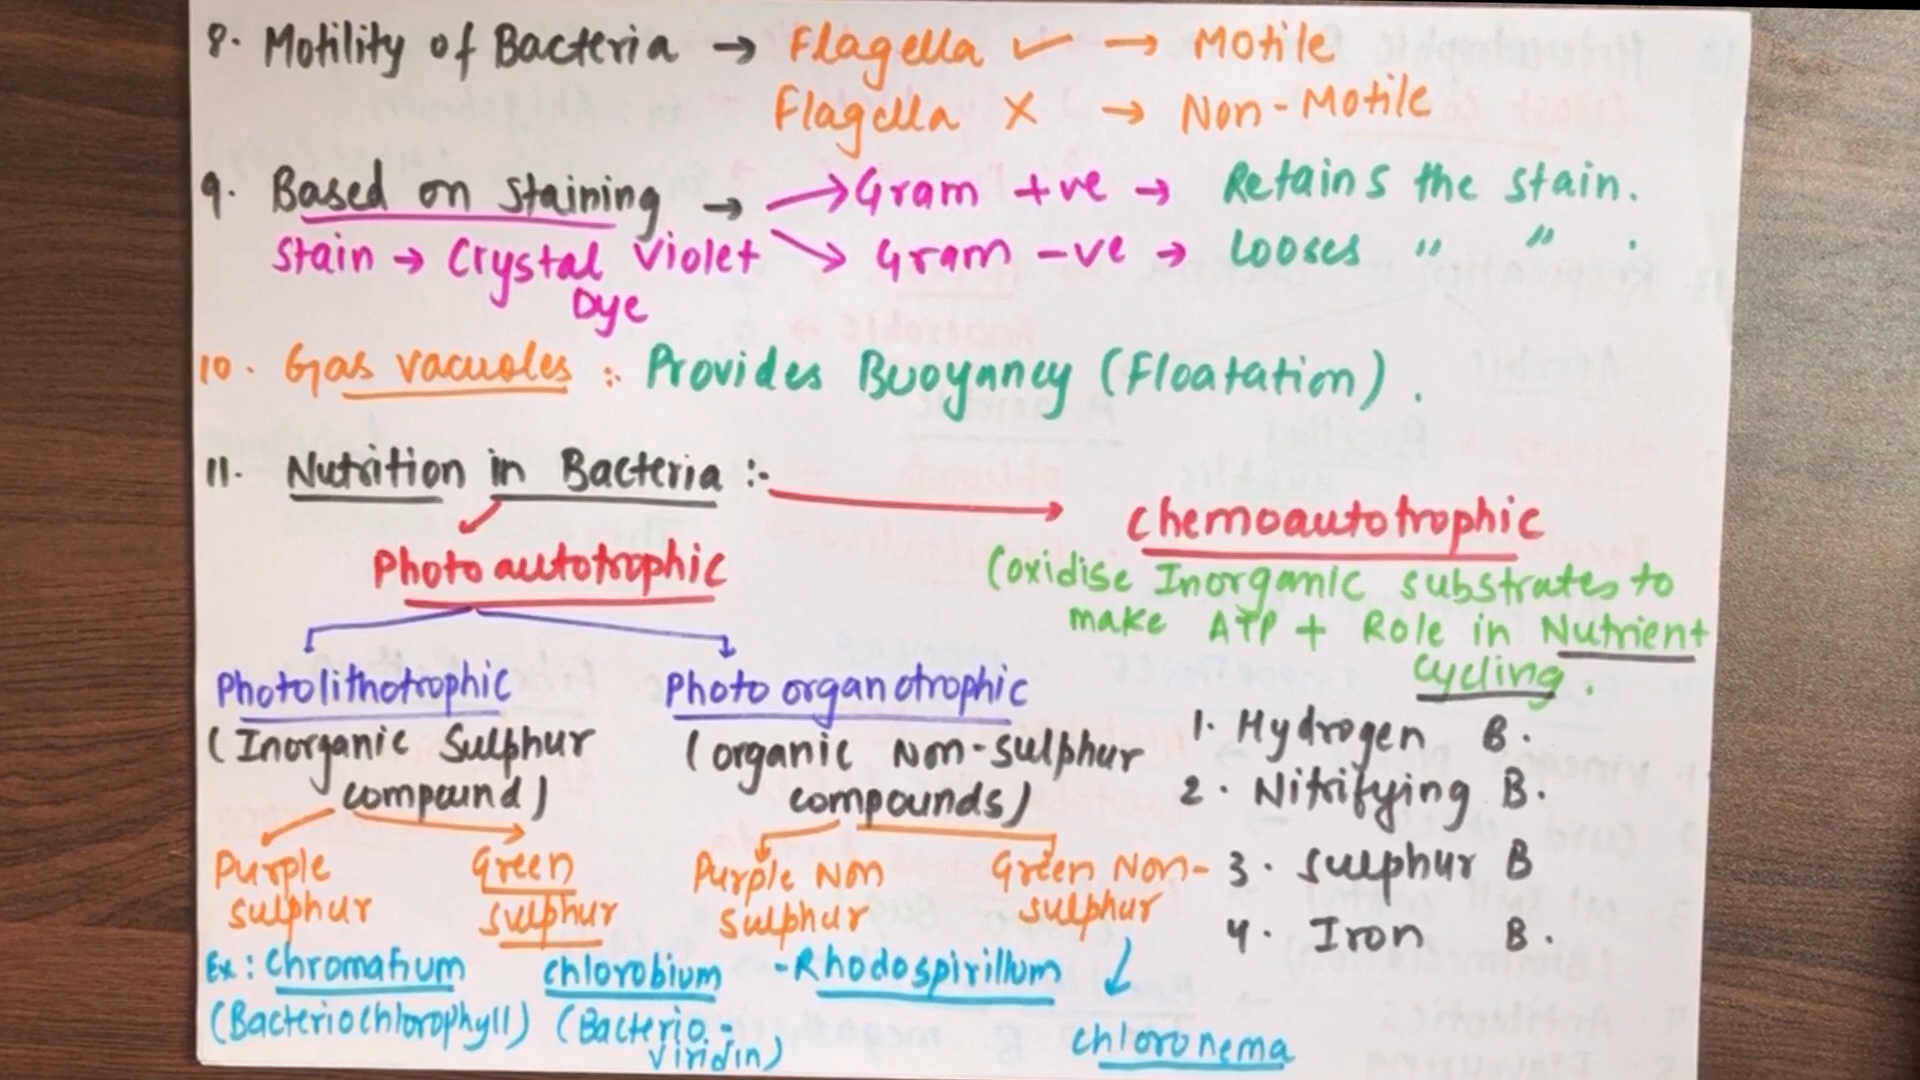 8. Motility of Bacteria → Flagella ✓ → Motile
Flagella X → Non-Motile
9. Based on Staining → Gram +ve → Retains the stain.
Stain → Crystal Violet Gram -ve → Looses " " .
Dye
10. Gas vacuoles : Provides Buoyancy (Floatation).
11. Nutrition in Bacteria :-
Chemoautotrophic
Photoautotrophic
(oxidise Inorganic substrates to
make ATP + Role in Nutrient
cycling.
Photolithotrophic
(Inorganic Sulphur
compound)
Photo organotrophic
(organic Non-sulphur
compounds)
1. Hydrogen B.
2. Nitrifying B.
3. Sulphur B
4. Iron B.
Purple
sulphur
Green
sulphur
Purple Non
sulphur
Green Non-
sulphur
Ex: Chromatium
(Bacteriochlorophyll)
chlorobium
(Bacterio-
viridin)
-Rhodospirillum
chloronema